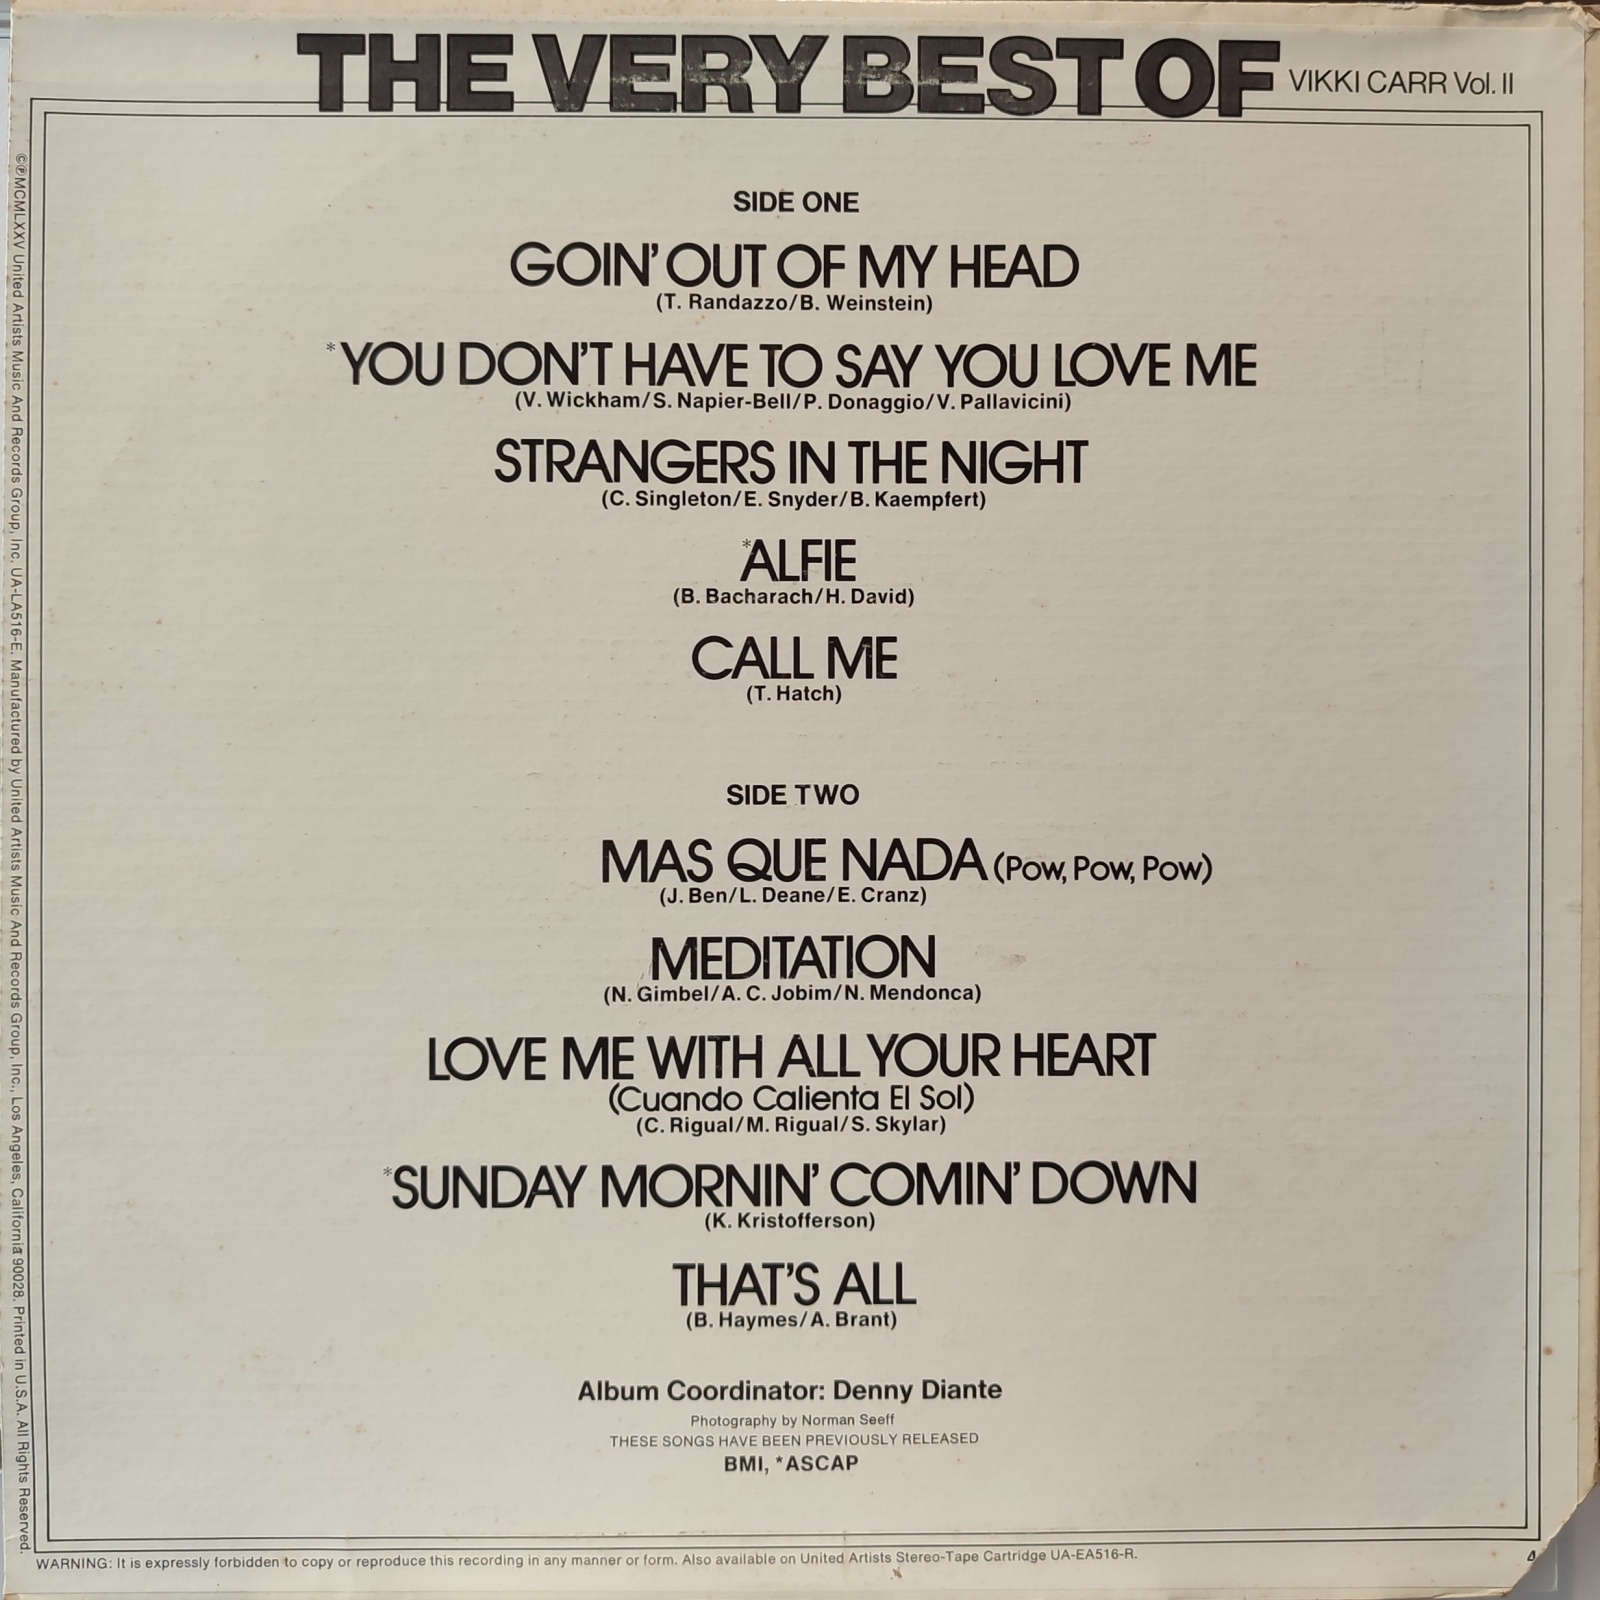 THE VERY BEST OF VIKKI CARR Vol. II
SIDE ONE
GOIN' OUT OF MY HEAD
(T. Randazzo/B. Weinstein)
*YOU DON'T HAVE TO SAY YOU LOVE ME
(V. Wickham/S. Napier-Bell/P. Donaggio/V. Pallavicini)
STRANGERS IN THE NIGHT
(C. Singleton/E. Snyder/B. Kaempfert)
*ALFIE
(B. Bacharach/H. David)
CALL ME
(T. Hatch)
SIDE TWO
MAS QUE NADA (Pow, Pow, Pow)
(J. Ben/L. Deane/E. Cranz)
MEDITATION
(N. Gimbel/A. C. Jobim/N. Mendonca)
LOVE ME WITH ALL YOUR HEART
(Cuando Calienta El Sol)
(C. Rigual/M. Rigual/S. Skylar)
*SUNDAY MORNIN' COMIN' DOWN
(K. Kristofferson)
THAT'S ALL
(B. Haymes/A. Brant)
Album Coordinator: Denny Diante
Photography by Norman Seeff
THESE SONGS HAVE BEEN PREVIOUSLY RELEASED
BMI, *ASCAP
WARNING: It is expressly forbidden to copy or reproduce this recording in any manner or form. Also available on United Artists Stereo-Tape Cartridge UA-EA516-R.
©℗MCMLXXV United Artists Music And Records Group, Inc. UA-LA516-E. Manufactured by United Artists Music And Records Group, Inc., Los Angeles, California 90028. Printed in U.S.A. All Rights Reserved.